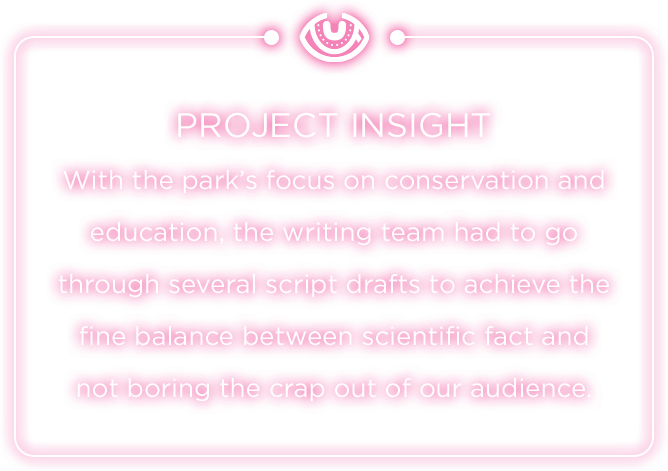 PROJECT INSIGHT
With the park's focus on conservation and
education, the writing team had to go
through several script drafts to achieve the
fine balance between scientific fact and
not boring the crap out of our audience.